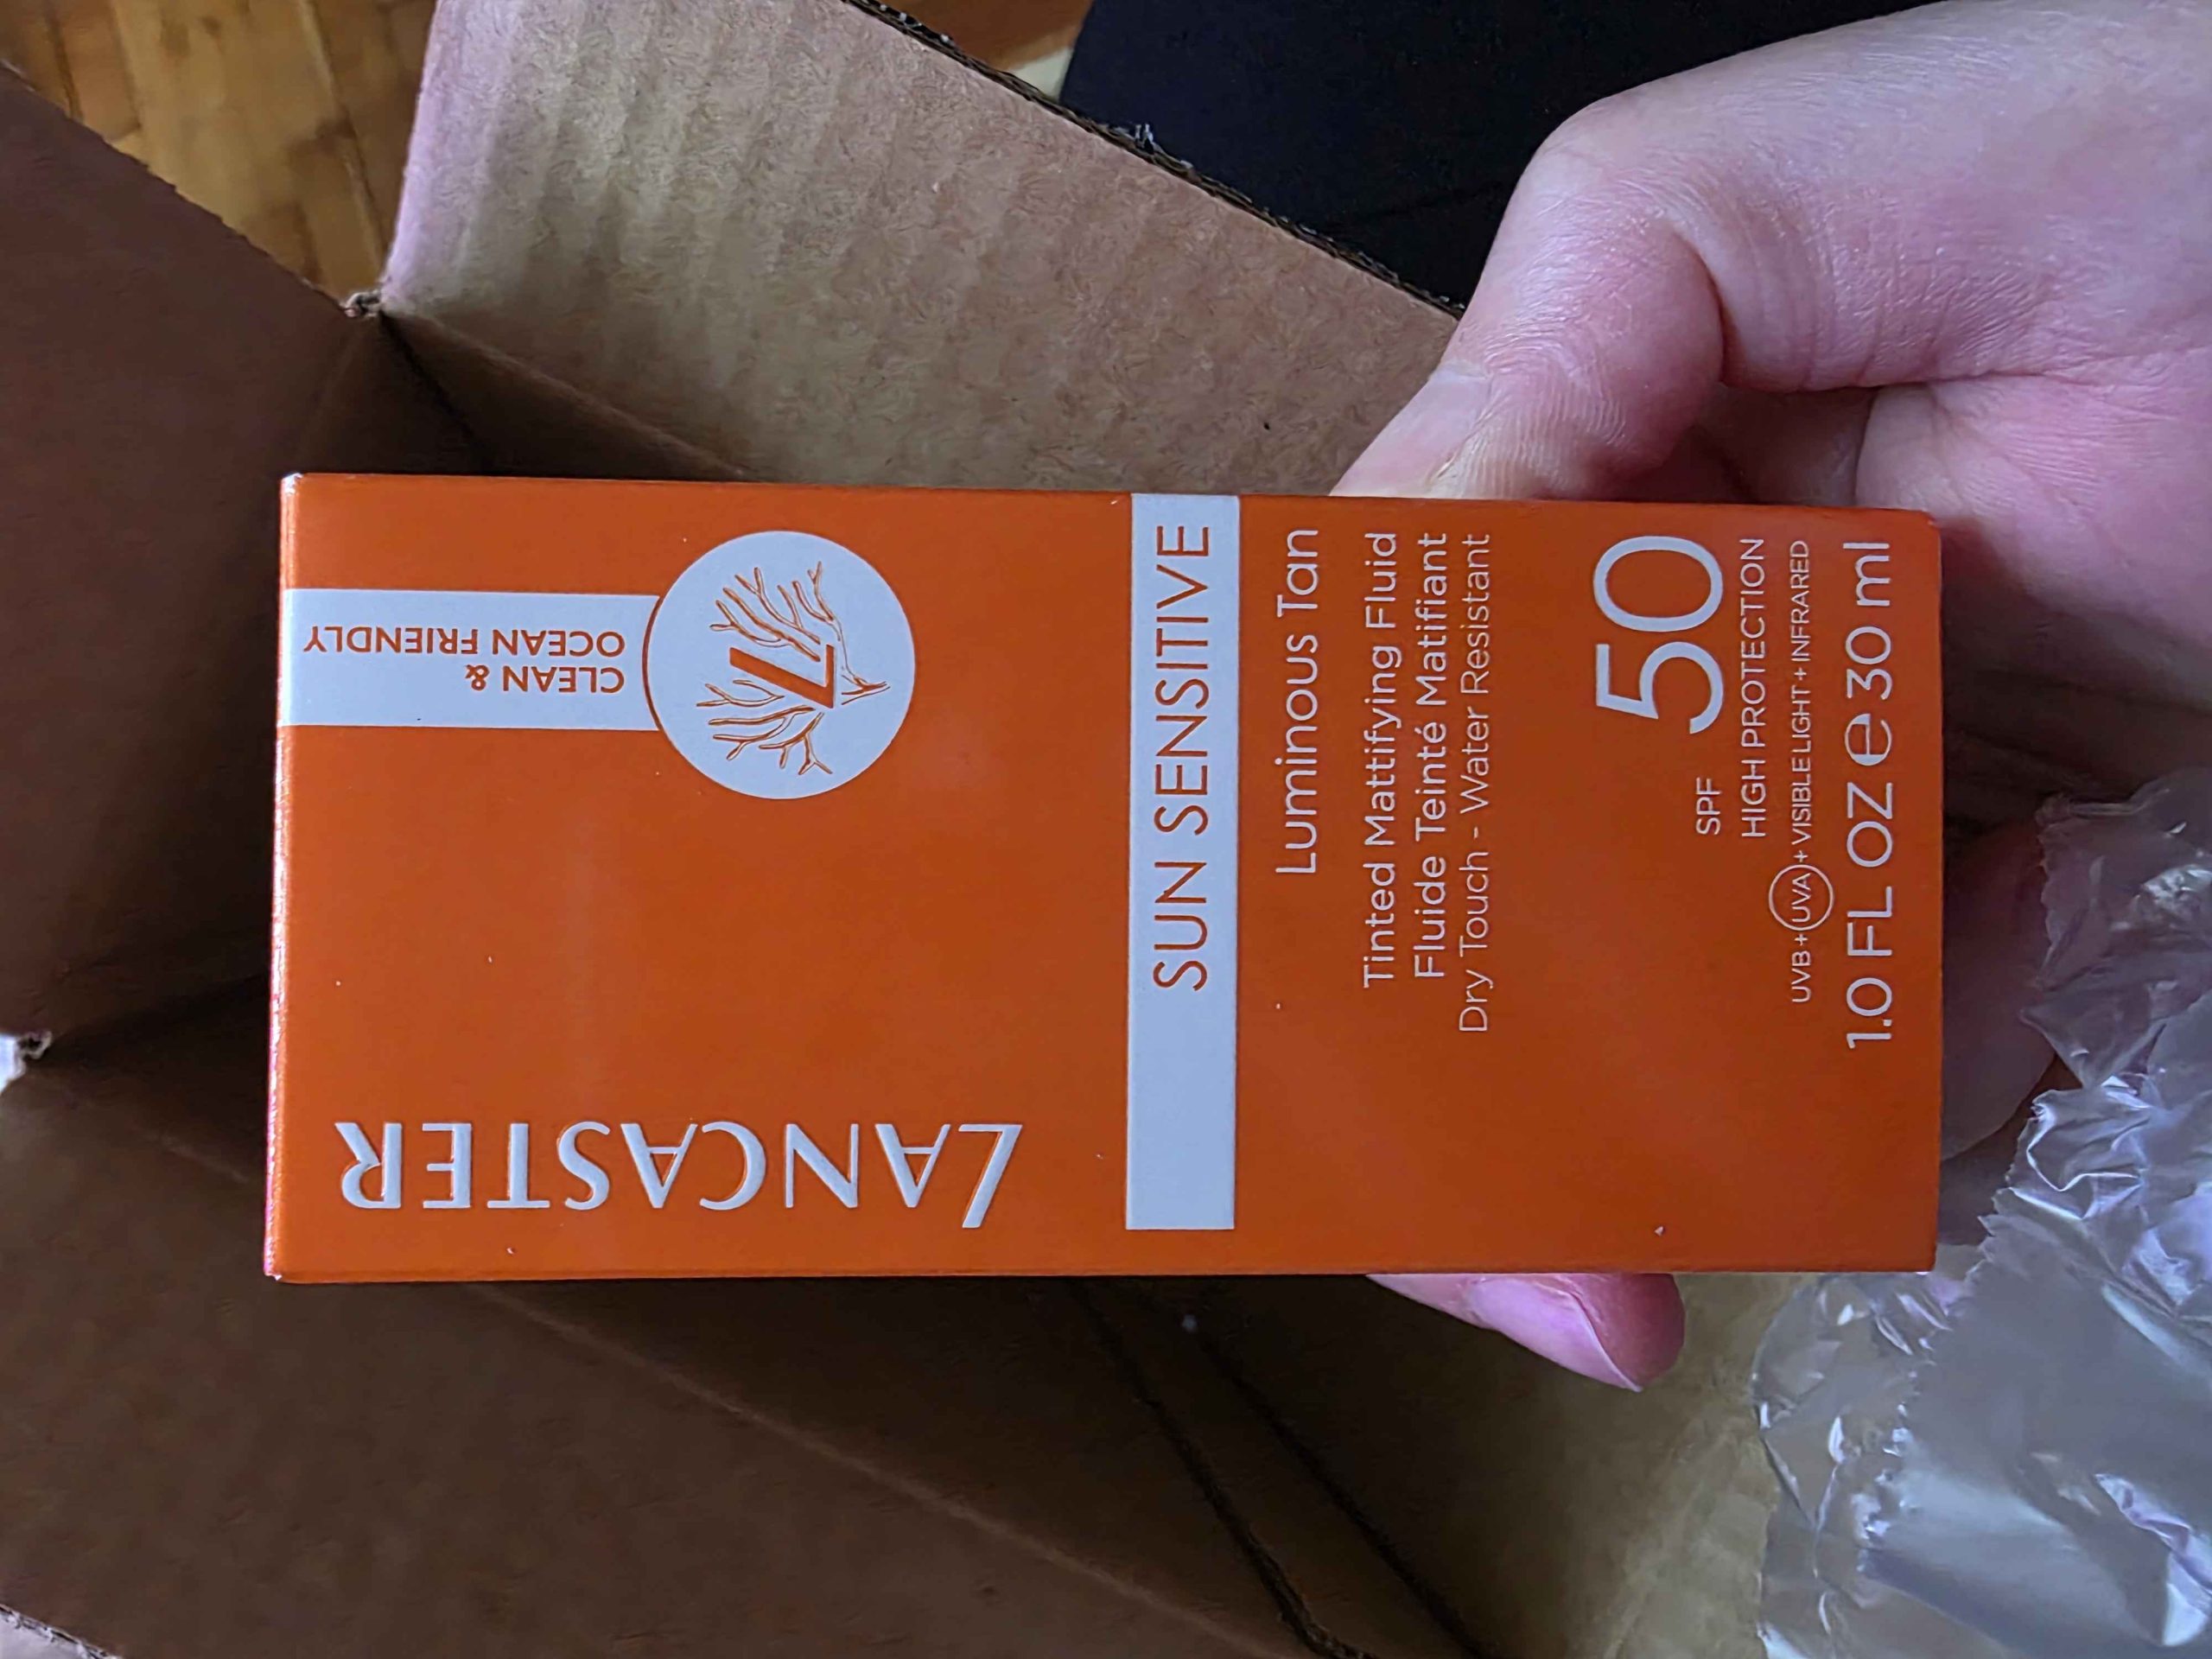 LANCASTER
CLEAN &
OCEAN FRIENDLY
L
SUN SENSITIVE
Luminous Tan
Tinted Mattifying Fluid
Fluide Teinté Matifiant
Dry Touch - Water Resistant
SPF 50
HIGH PROTECTION
UVB+UVA+VISIBLE LIGHT+INFRARED
1.0 FL OZ e 30 ml